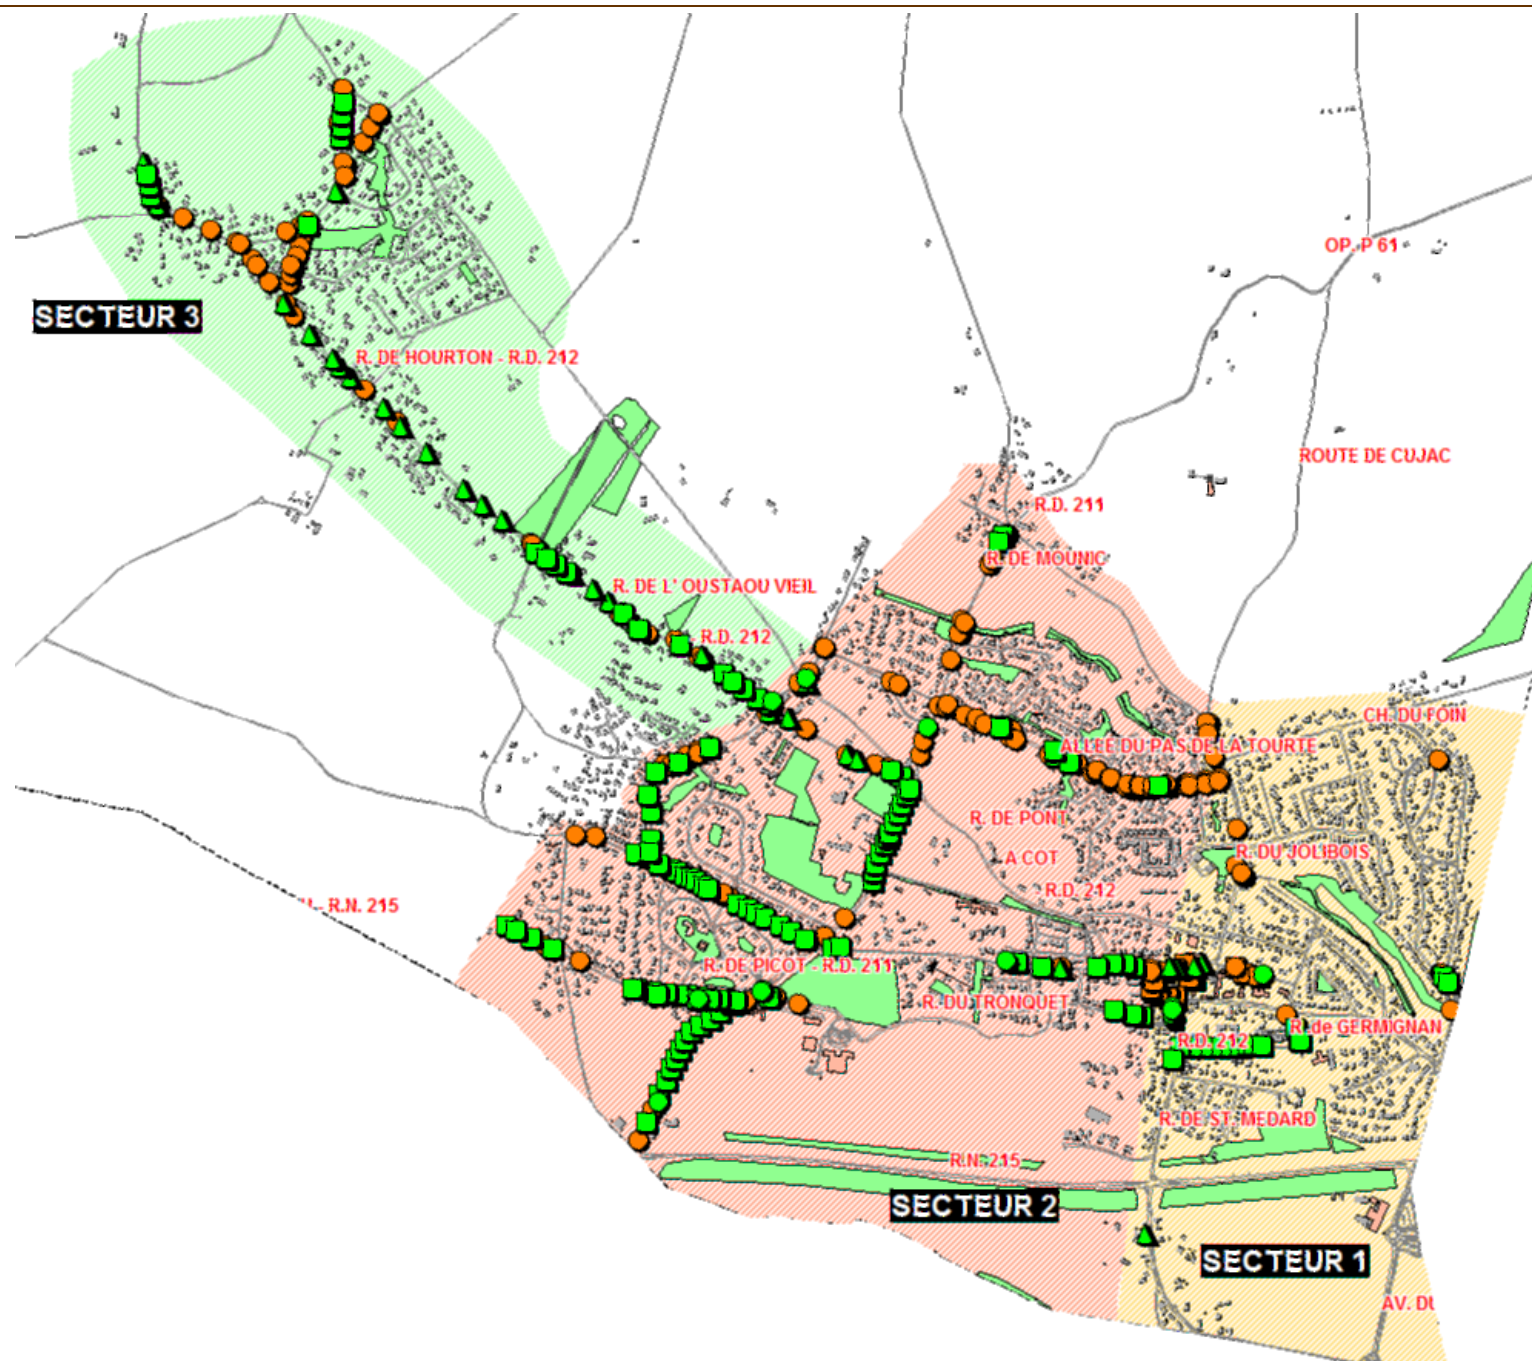 OP. P 61
SECTEUR 3
R. DE HOURTON - R.D. 212
ROUTE DE CUJAC
R.D. 211
R. DE MOUNIC
R. DE L' OUSTAOU VIEIL
- R.D. 212
CH. DU FOIN
ALLEE DU PAS DE LA TOURTE
R. DE PONT
A COT
R. DU JOLIBOIS
R.D. 212
- R.N. 215
R. DE PICOT - R.D. 211
R. DU TRONQUET
R. de GERMIGNAN
R.D. 212
R. DE ST. MEDARD
R.N. 215
SECTEUR 2
SECTEUR 1
AV. DU